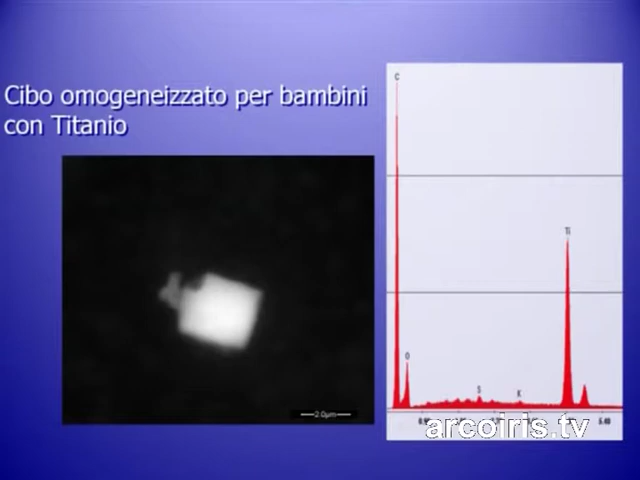 Cibo omogeneizzato per bambini
con Titanio
C
Ti
O
S
K
2.0µm
arcoiris.tv